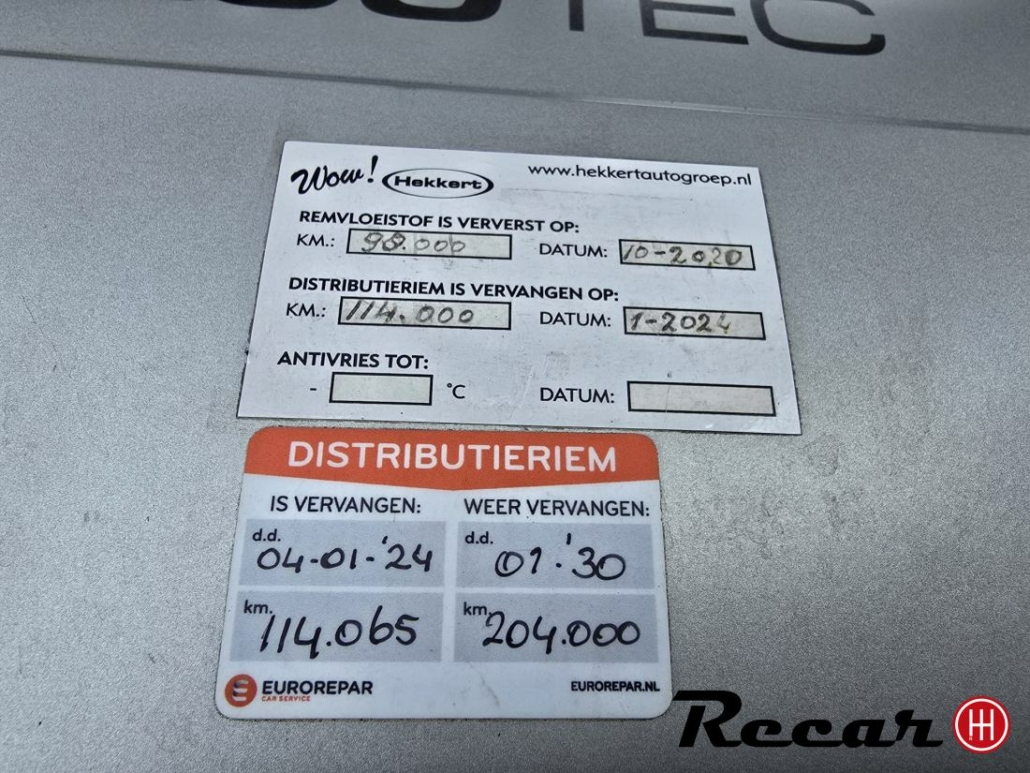 TEC
Wow! Hekkert www.hekkertautogroep.nl
REMVLOEISTOF IS VERVERST OP:
KM.: 98.000 DATUM: 10-2020
DISTRIBUTIERIEM IS VERVANGEN OP:
KM.: 114.000 DATUM: 1-2024
ANTIVRIES TOT:
- °C DATUM:
DISTRIBUTIERIEM
IS VERVANGEN: WEER VERVANGEN:
d.d. 04-01-'24 d.d. 01-'30
km. 114.065 km. 204.000
EUROREPAR
CAR SERVICE
EUROREPAR.NL
Recar